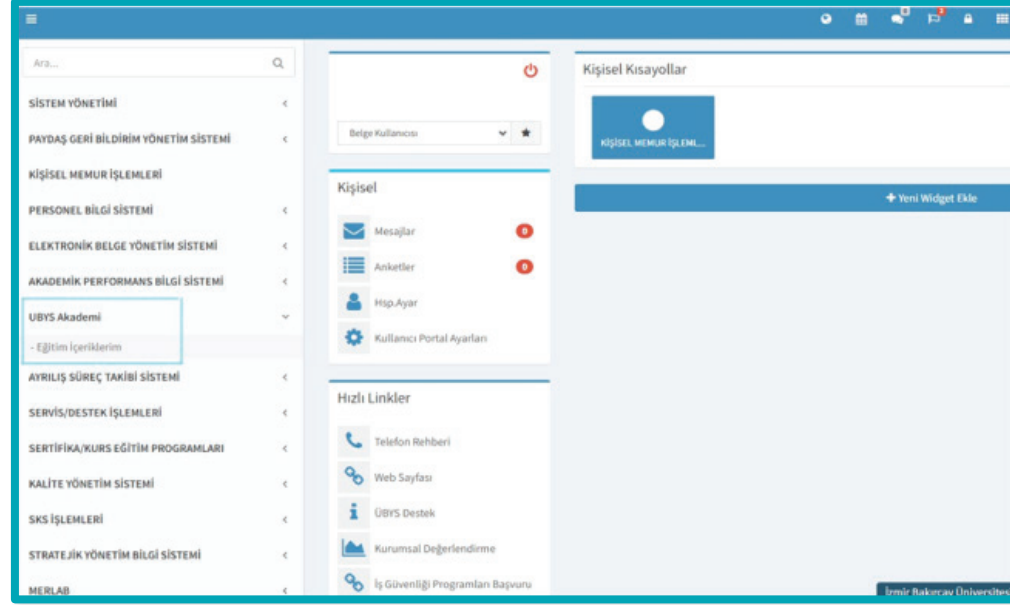 0
3
Ara...
SİSTEM YÖNETİMİ
PAYDAŞ GERİ BİLDİRİM YÖNETİM SİSTEMİ
KİŞİSEL MEMUR İŞLEMLERİ
PERSONEL BİLGİ SİSTEMİ
ELEKTRONİK BELGE YÖNETİM SİSTEMİ
AKADEMİK PERFORMANS BİLGİ SİSTEMİ
UBYS Akademi
- Eğitim İçeriklerim
AYRILIŞ SÜREÇ TAKİBİ SİSTEMİ
SERVİS/DESTEK İŞLEMLERİ
SERTİFİKA/KURS EĞİTİM PROGRAMLARI
KALİTE YÖNETİM SİSTEMİ
SKS İŞLEMLERİ
STRATEJİK YÖNETİM BİLGİ SİSTEMİ
MERLAB
Belge Kullanıcısı
Kişisel
Mesajlar 0
Anketler 0
Hsp.Ayar
Kullanıcı Portal Ayarları
Hızlı Linkler
Telefon Rehberi
Web Sayfası
ÜBYS Destek
Kurumsal Değerlendirme
İş Güvenliği Programları Başvuru
Kişisel Kısayollar
KİŞİSEL MEMUR İŞLEML...
+ Yeni Widget Ekle
İzmir Bakırçay Üniversites